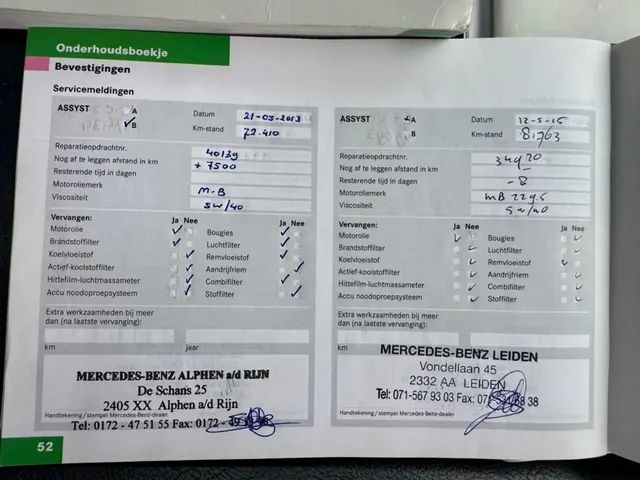 Onderhoudsboekje
Bevestigingen
Servicemeldingen
ASSYST A
B
Datum 21-05-2013
Km-stand 72.410
Reparatieopdrachtnr. 40139
Nog af te leggen afstand in km + 7500
Resterende tijd in dagen
Motoroliemerk M-B
Viscositeit 5W/40
Vervangen: Ja Nee Ja Nee
Motorolie Bougies
Brandstoffilter Luchtfilter
Koelvloeistof Remvloeistof
Actief-koolstoffilter Aandrijfriem
Hittefilm-luchtmassameter Combifilter
Accu noodoproepsysteem Stoffilter
Extra werkzaamheden bij meer
dan (na laatste vervanging):
km jaar
MERCEDES-BENZ ALPHEN a/d RIJN
De Schans 25
2405 XX Alphen a/d Rijn
Handtekening/stempel Mercedes-Benz-dealer
Tel: 0172 - 47 51 55 Fax: 0172 -
52
ASSYST A
B
Datum 12-5-15
Km-stand 81763
Reparatieopdrachtnr. 34920
Nog af te leggen afstand in km -
Resterende tijd in dagen -8
Motoroliemerk MB 229.5
Viscositeit 5W/40
Vervangen: Ja Nee Ja Nee
Motorolie Bougies
Brandstoffilter Luchtfilter
Koelvloeistof Remvloeistof
Actief-koolstoffilter Aandrijfriem
Hittefilm-luchtmassameter Combifilter
Accu noodoproepsysteem Stoffilter
Extra werkzaamheden bij meer
dan (na laatste vervanging):
km
MERCEDES-BENZ LEIDEN
Vondellaan 45
2332 AA LEIDEN
Tel: 071-567 93 03 Fax: 38
Handtekening/stempel Mercedes-Benz-dealer